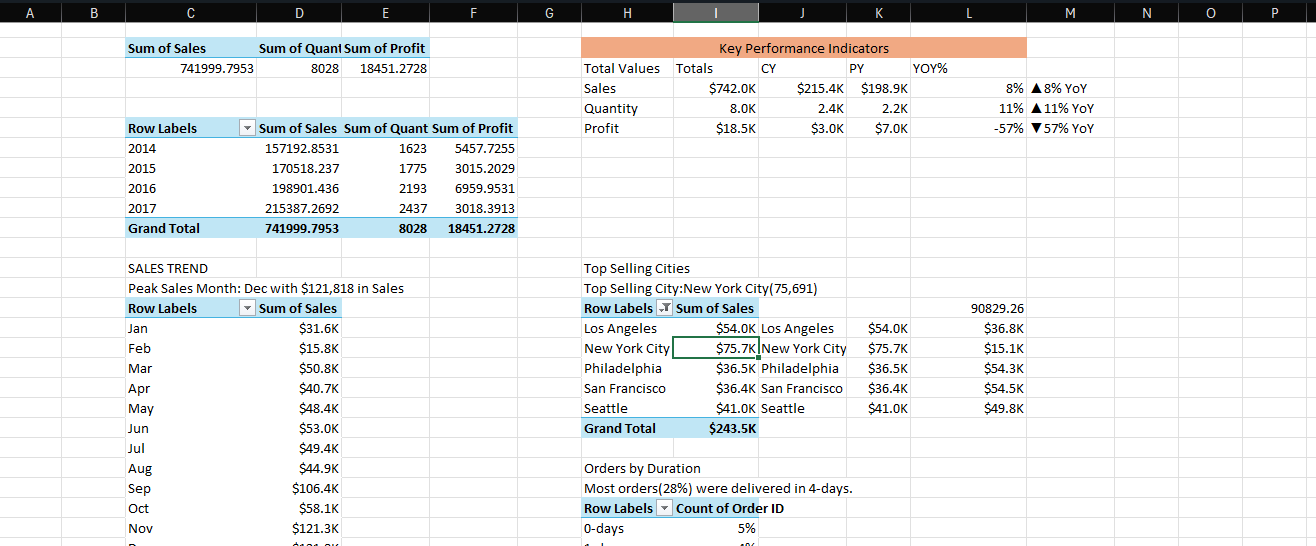 A B C D E F G H I J K L M N O P
Sum of Sales Sum of Quant Sum of Profit Key Performance Indicators
741999.7953 8028 18451.2728 Total Values Totals CY PY YOY%
Sales $742.0K $215.4K $198.9K 8% ▲8% YoY
Quantity 8.0K 2.4K 2.2K 11% ▲11% YoY
Row Labels Sum of Sales Sum of Quant Sum of Profit Profit $18.5K $3.0K $7.0K -57% ▼57% YoY
2014 157192.8531 1623 5457.7255
2015 170518.237 1775 3015.2029
2016 198901.436 2193 6959.9531
2017 215387.2692 2437 3018.3913
Grand Total 741999.7953 8028 18451.2728
SALES TREND Top Selling Cities
Peak Sales Month: Dec with $121,818 in Sales Top Selling City:New York City(75,691)
Row Labels Sum of Sales Row Labels Sum of Sales 90829.26
Jan $31.6K Los Angeles $54.0K Los Angeles $54.0K $36.8K
Feb $15.8K New York City $75.7K New York City $75.7K $15.1K
Mar $50.8K Philadelphia $36.5K Philadelphia $36.5K $54.3K
Apr $40.7K San Francisco $36.4K San Francisco $36.4K $54.5K
May $48.4K Seattle $41.0K Seattle $41.0K $49.8K
Jun $53.0K Grand Total $243.5K
Jul $49.4K
Aug $44.9K Orders by Duration
Sep $106.4K Most orders(28%) were delivered in 4-days.
Oct $58.1K Row Labels Count of Order ID
Nov $121.3K 0-days 5%